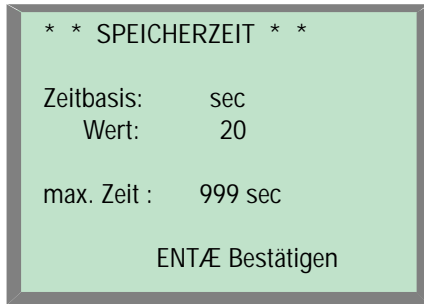 * * SPEICHERZEIT * *
Zeitbasis: sec
Wert: 20
max. Zeit : 999 sec
ENTÆ Bestätigen